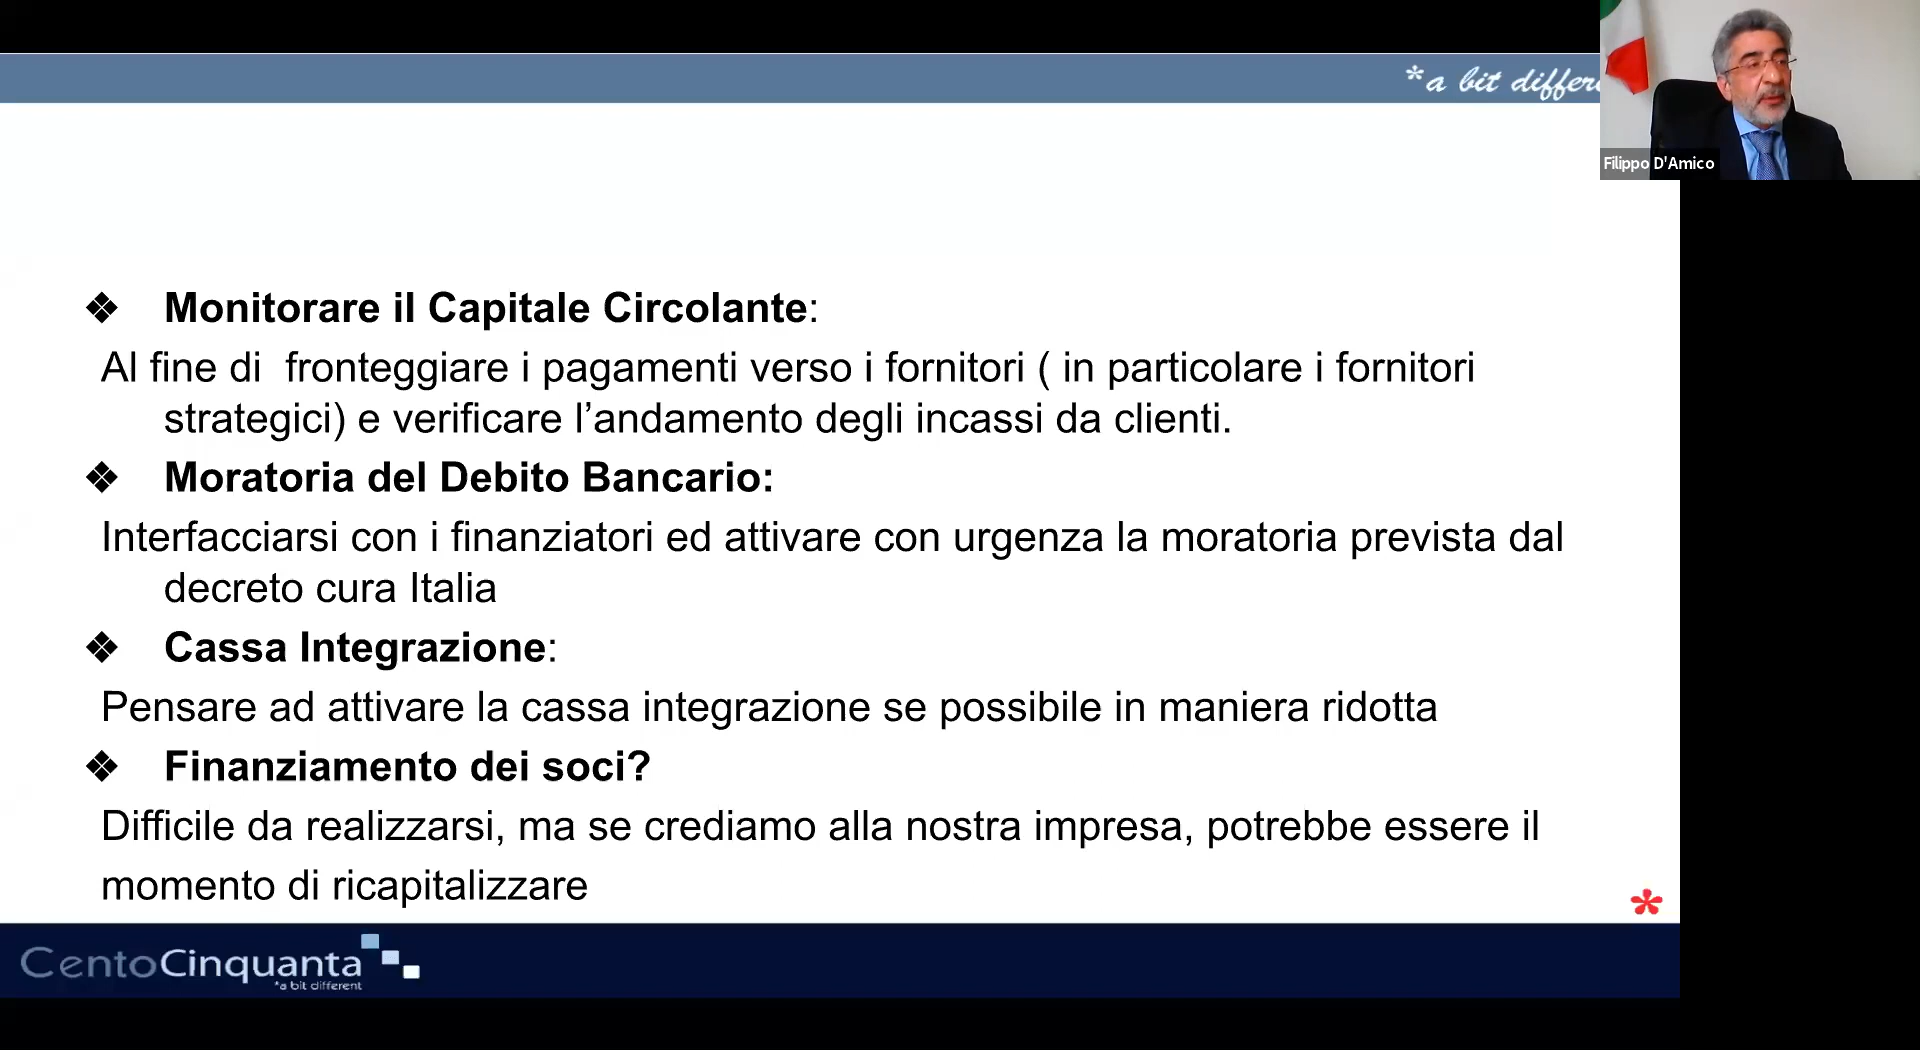 *a bit differe
Filippo D'Amico
❖ Monitorare il Capitale Circolante:
Al fine di  fronteggiare i pagamenti verso i fornitori ( in particolare i fornitori
strategici) e verificare l’andamento degli incassi da clienti.
❖ Moratoria del Debito Bancario:
Interfacciarsi con i finanziatori ed attivare con urgenza la moratoria prevista dal
decreto cura Italia
❖ Cassa Integrazione:
Pensare ad attivare la cassa integrazione se possibile in maniera ridotta
❖ Finanziamento dei soci?
Difficile da realizzarsi, ma se crediamo alla nostra impresa, potrebbe essere il
momento di ricapitalizzare
*
CentoCinquanta
*a bit different